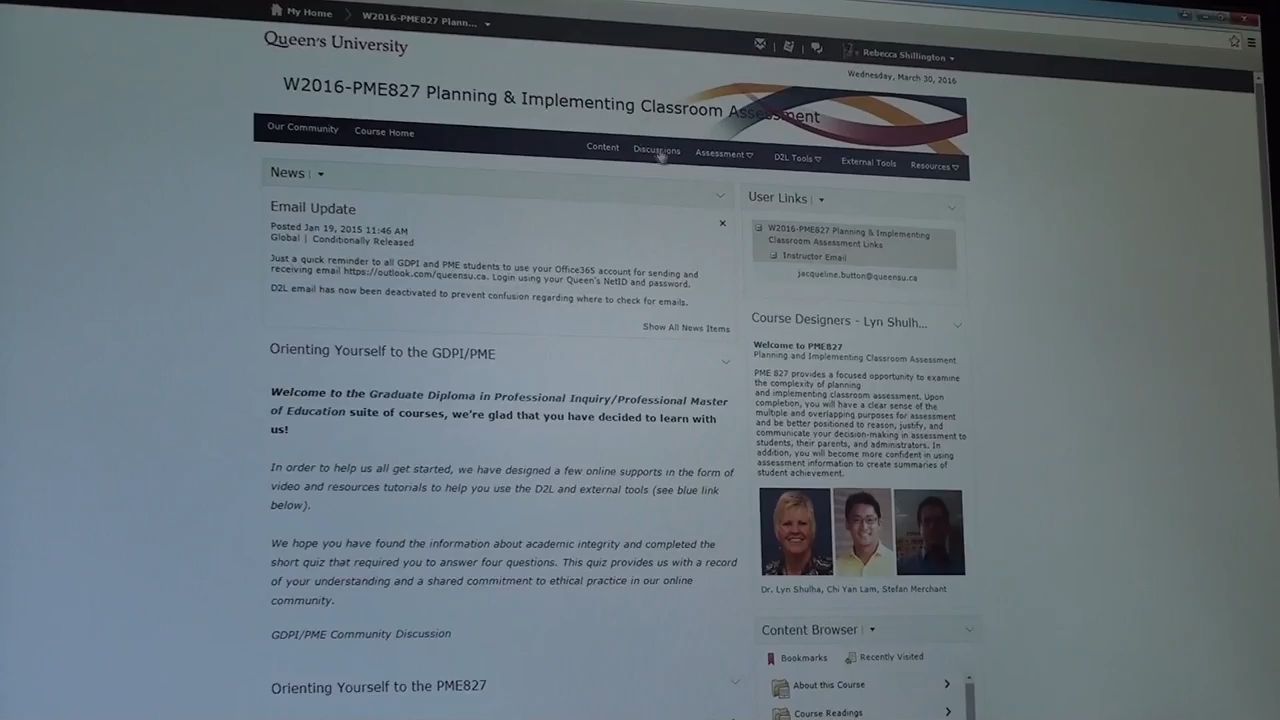 My Home
W2016-PME827 Plann...
Queen's University
Rebecca Shillington
Wednesday, March 30, 2016
W2016-PME827 Planning & Implementing Classroom Assessment
Our Community
Course Home
Content
Discussions
Assessment
D2L Tools
External Tools
Resources
News
Email Update
Posted Jan 19, 2015 11:46 AM
Global | Conditionally Released
Just a quick reminder to all GDPI and PME students to use your Office365 account for sending and
receiving email https://outlook.com/queensu.ca. Login using your Queen's NetID and password.
D2L email has now been deactivated to prevent confusion regarding where to check for emails.
Show All News Items
Orienting Yourself to the GDPI/PME
Welcome to the Graduate Diploma in Professional Inquiry/Professional Master
of Education suite of courses, we're glad that you have decided to learn with
us!
In order to help us all get started, we have designed a few online supports in the form of
video and resources tutorials to help you use the D2L and external tools (see blue link
below).
We hope you have found the information about academic integrity and completed the
short quiz that required you to answer four questions. This quiz provides us with a record
of your understanding and a shared commitment to ethical practice in our online
community.
GDPI/PME Community Discussion
Orienting Yourself to the PME827
User Links
W2016-PME827 Planning & Implementing
Classroom Assessment Links
Instructor Email
jacqueline.button@queensu.ca
Course Designers - Lyn Shulh...
Welcome to PME827
Planning and Implementing Classroom Assessment
PME 827 provides a focused opportunity to examine
the complexity of planning
and implementing classroom assessment. Upon
completion, you will have a clear sense of the
multiple and overlapping purposes for assessment
and be better positioned to reason, justify, and
communicate your decision-making in assessment to
students, their parents, and administrators. In
addition, you will become more confident in using
assessment information to create summaries of
student achievement.
Dr. Lyn Shulha, Chi Yan Lam, Stefan Merchant
Content Browser
Bookmarks
Recently Visited
About this Course
Course Readings